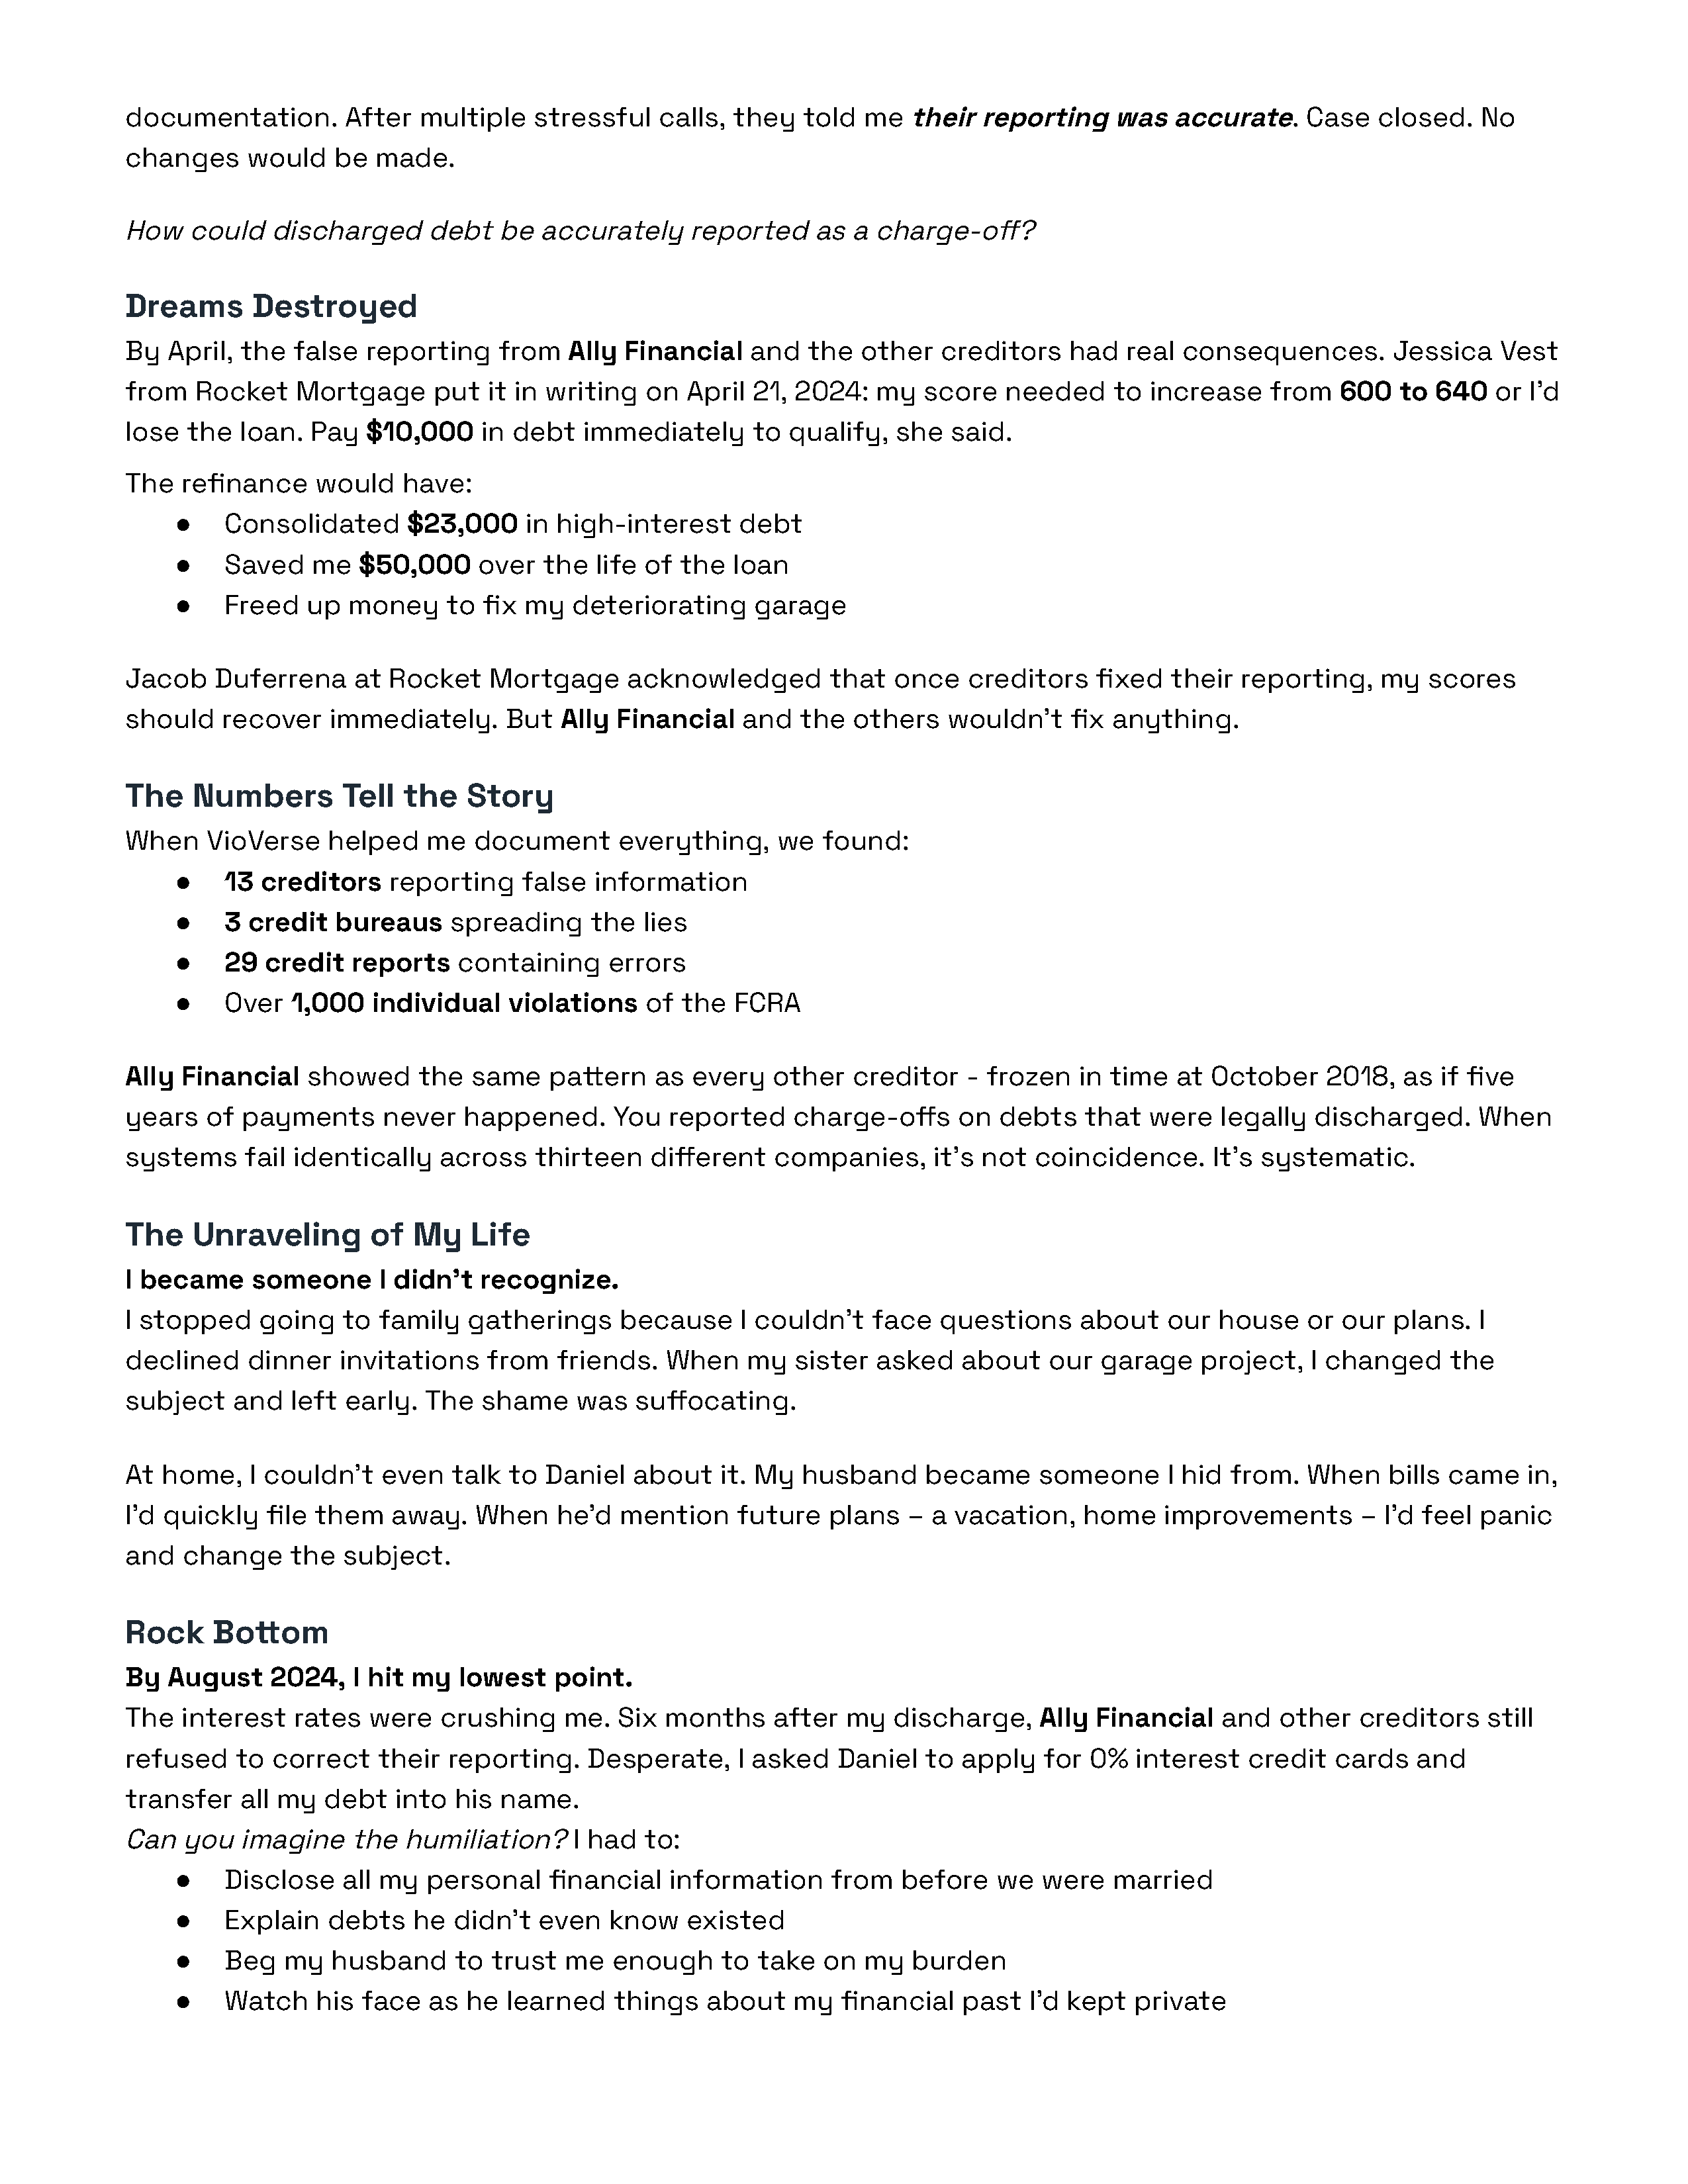 documentation. After multiple stressful calls, they told me their reporting was accurate. Case closed. No
changes would be made.
How could discharged debt be accurately reported as a charge-off?
Dreams Destroyed
By April, the false reporting from Ally Financial and the other creditors had real consequences. Jessica Vest
from Rocket Mortgage put it in writing on April 21, 2024: my score needed to increase from 600 to 640 or I'd
lose the loan. Pay $10,000 in debt immediately to qualify, she said.
The refinance would have:
● Consolidated $23,000 in high-interest debt
● Saved me $50,000 over the life of the loan
● Freed up money to fix my deteriorating garage
Jacob Duferrena at Rocket Mortgage acknowledged that once creditors fixed their reporting, my scores
should recover immediately. But Ally Financial and the others wouldn't fix anything.
The Numbers Tell the Story
When VioVerse helped me document everything, we found:
● 13 creditors reporting false information
● 3 credit bureaus spreading the lies
● 29 credit reports containing errors
● Over 1,000 individual violations of the FCRA
Ally Financial showed the same pattern as every other creditor - frozen in time at October 2018, as if five
years of payments never happened. You reported charge-offs on debts that were legally discharged. When
systems fail identically across thirteen different companies, it's not coincidence. It's systematic.
The Unraveling of My Life
I became someone I didn't recognize.
I stopped going to family gatherings because I couldn't face questions about our house or our plans. I
declined dinner invitations from friends. When my sister asked about our garage project, I changed the
subject and left early. The shame was suffocating.
At home, I couldn't even talk to Daniel about it. My husband became someone I hid from. When bills came in,
I'd quickly file them away. When he'd mention future plans – a vacation, home improvements – I'd feel panic
and change the subject.
Rock Bottom
By August 2024, I hit my lowest point.
The interest rates were crushing me. Six months after my discharge, Ally Financial and other creditors still
refused to correct their reporting. Desperate, I asked Daniel to apply for 0% interest credit cards and
transfer all my debt into his name.
Can you imagine the humiliation? I had to:
● Disclose all my personal financial information from before we were married
● Explain debts he didn't even know existed
● Beg my husband to trust me enough to take on my burden
● Watch his face as he learned things about my financial past I'd kept private